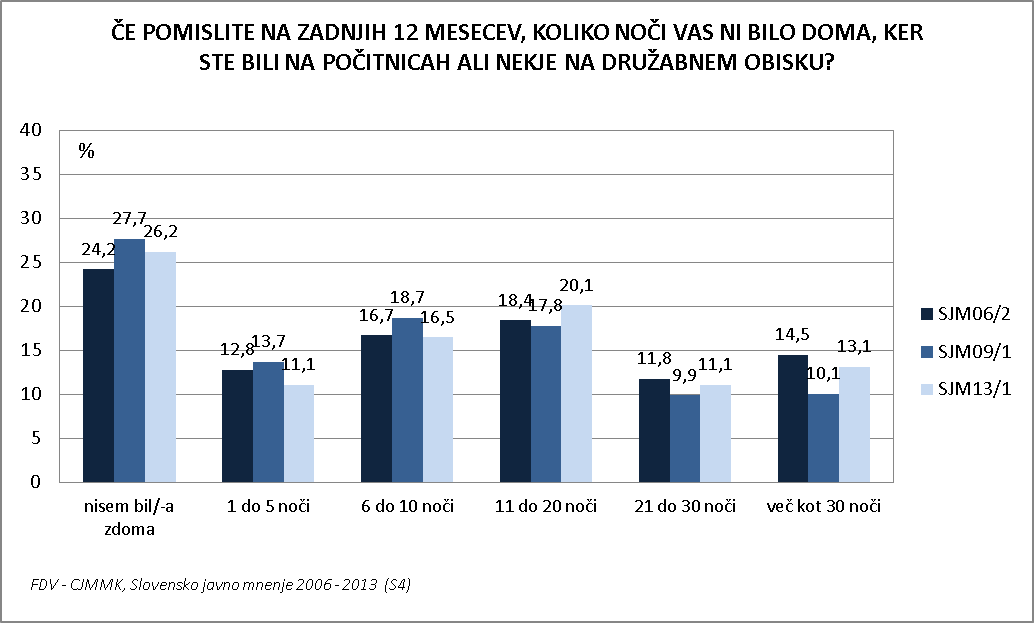 ČE POMISLITE NA ZADNJIH 12 MESECEV, KOLIKO NOČI VAS NI BILO DOMA, KER
STE BILI NA POČITNICAH ALI NEKJE NA DRUŽABNEM OBISKU?
%
40
35
30
25
20
15
10
5
0
24,2
27,7
26,2
12,8
13,7
11,1
16,7
18,7
16,5
18,4
17,8
20,1
11,8
9,9
11,1
14,5
10,1
13,1
nisem bil/-a
zdoma
1 do 5 noči
6 do 10 noči
11 do 20 noči
21 do 30 noči
več kot 30 noči
SJM06/2
SJM09/1
SJM13/1
FDV - CJMMK, Slovensko javno mnenje 2006 - 2013 (S4)